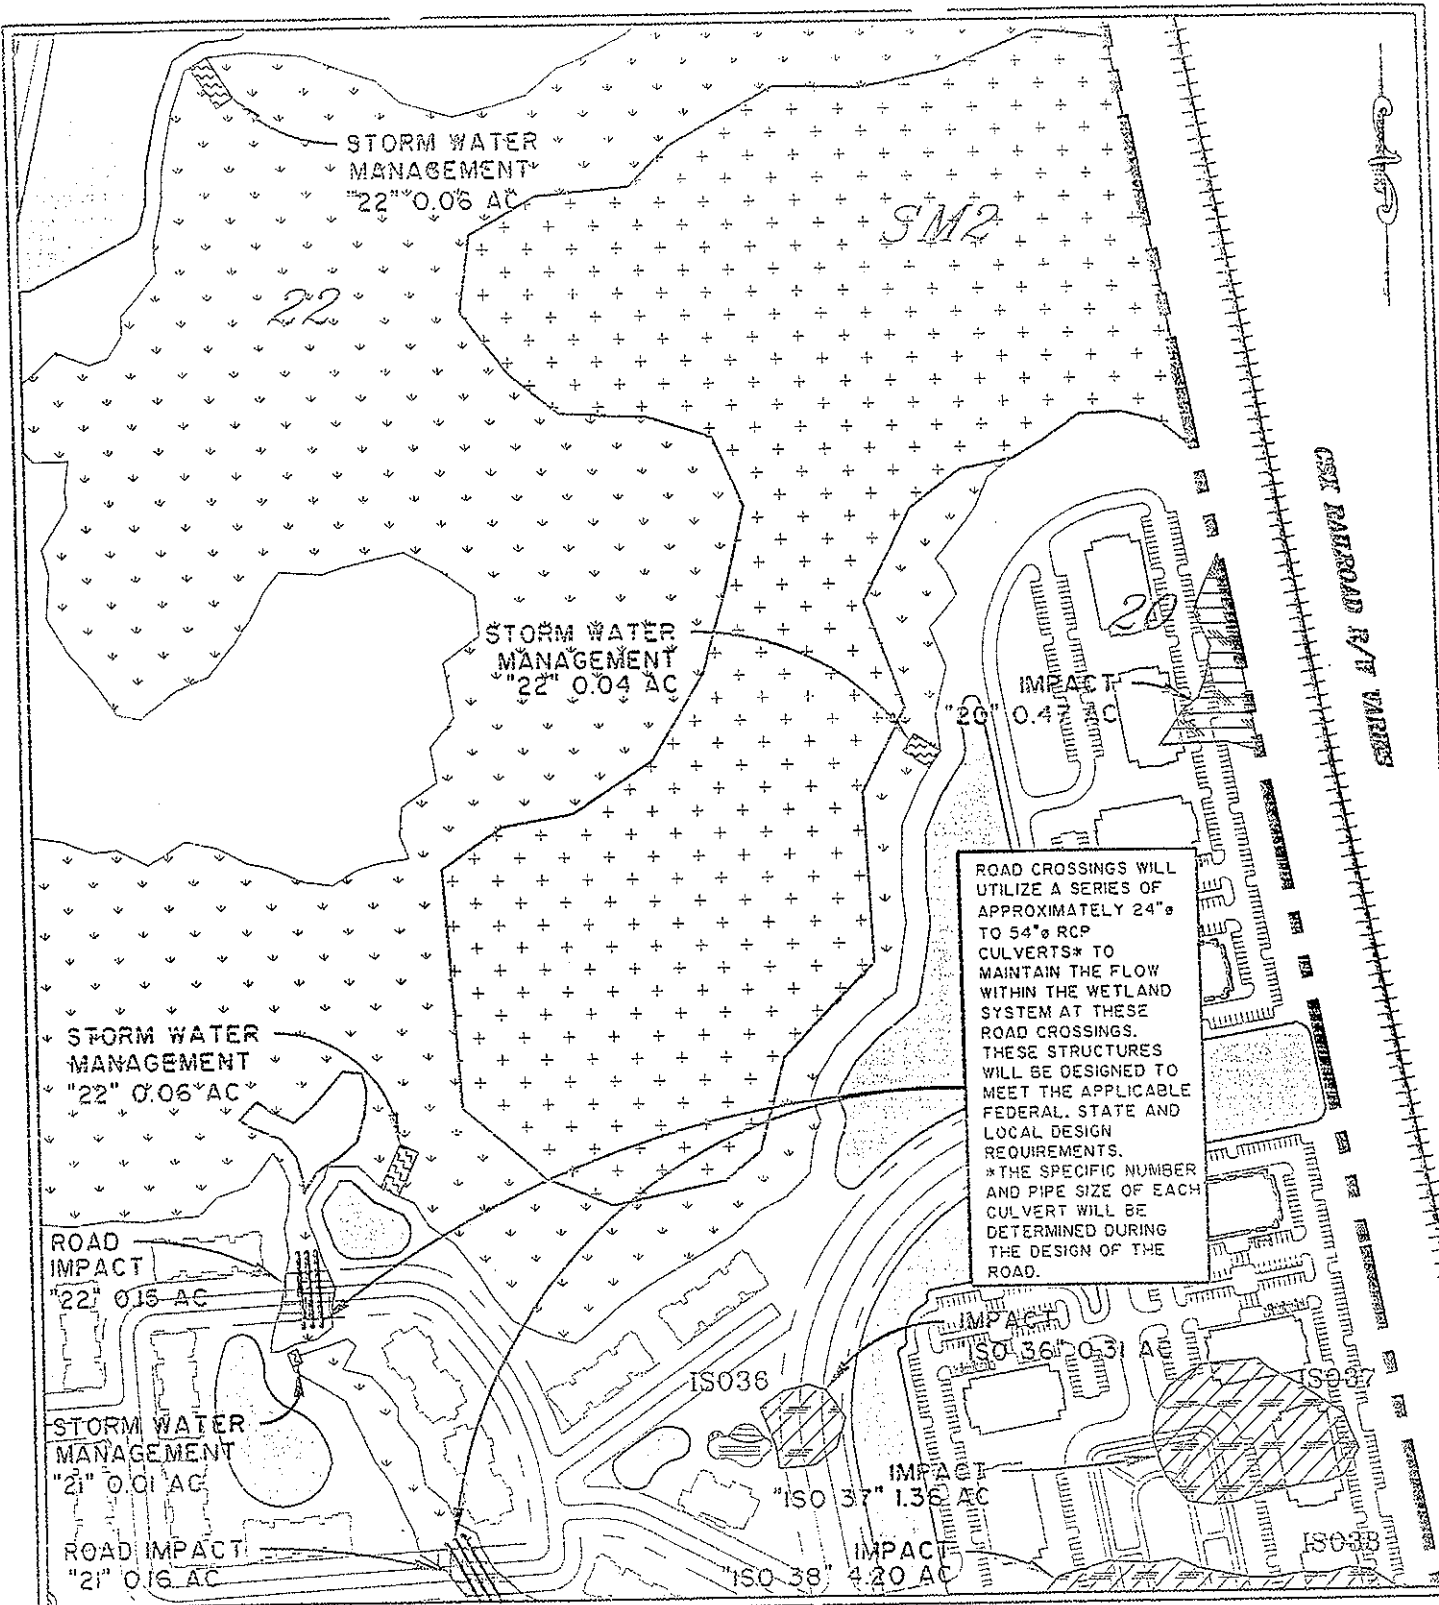 STORM WATER
MANAGEMENT
"22" 0.06 AC
SM2
22
CSX RAILROAD R/W VARIES
20
STORM WATER
MANAGEMENT
"22" 0.04 AC
IMPACT
"20" 0.47 AC
ROAD CROSSINGS WILL
UTILIZE A SERIES OF
APPROXIMATELY 24"ø
TO 54"ø RCP
CULVERTS* TO
MAINTAIN THE FLOW
WITHIN THE WETLAND
SYSTEM AT THESE
ROAD CROSSINGS.
THESE STRUCTURES
WILL BE DESIGNED TO
MEET THE APPLICABLE
FEDERAL. STATE AND
LOCAL DESIGN
REQUIREMENTS.
*THE SPECIFIC NUMBER
AND PIPE SIZE OF EACH
CULVERT WILL BE
DETERMINED DURING
THE DESIGN OF THE
ROAD.
STORM WATER
MANAGEMENT
"22" 0.06 AC
ROAD
IMPACT
"22" 0.15 AC
IMPACT
"ISO 36" 0.31 AC
ISO36
ISO37
STORM WATER
MANAGEMENT
"21" 0.01 AC
IMPACT
"ISO 37" 1.36 AC
ROAD IMPACT
"21" 0.16 AC
IMPACT
"ISO 38" 4.20 AC
ISO38